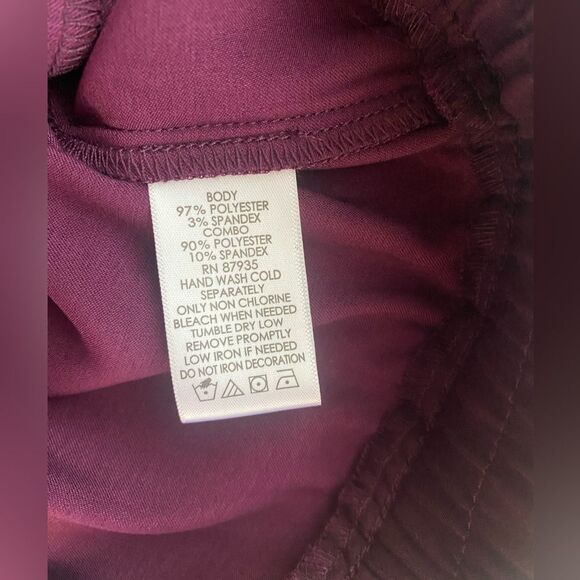 BODY
97% POLYESTER
3% SPANDEX
COMBO
90% POLYESTER
10% SPANDEX
RN 87935
HAND WASH COLD
SEPARATELY
ONLY NON CHLORINE
BLEACH WHEN NEEDED
TUMBLE DRY LOW
REMOVE PROMPTLY
LOW IRON IF NEEDED
DO NOT IRON DECORATION